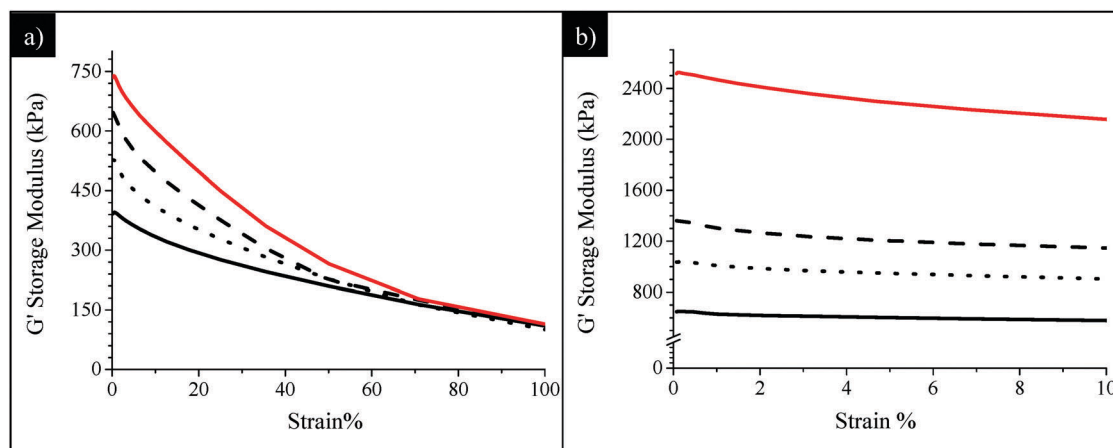 a)
G' Storage Modulus (kPa)
750
600
450
300
150
0
0 20 40 60 80 100
Strain%
b)
G' Storage Modulus (kPa)
2400
2000
1600
1200
800
0
0 2 4 6 8 10
Strain %